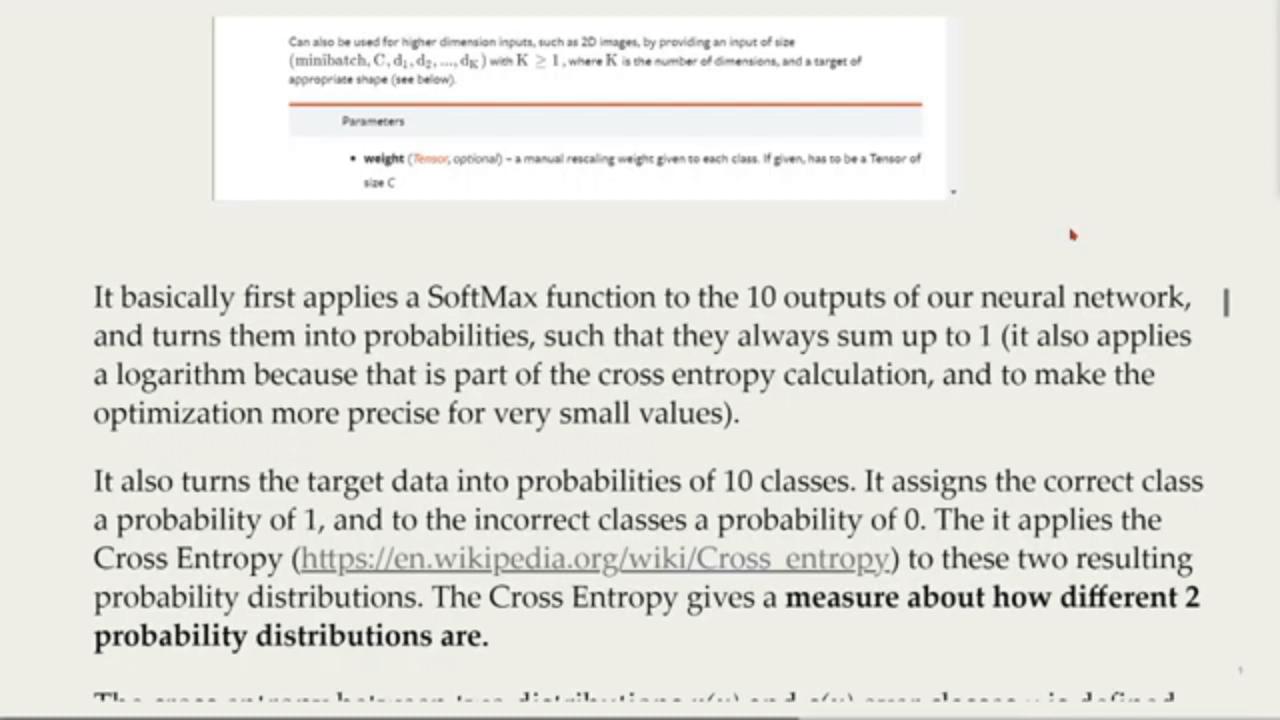 Can also be used for higher dimension inputs, such as 2D images, by providing an input of size
(minibatch, C, d₁, d₂, ..., d_K) with K ≥ 1, where K is the number of dimensions, and a target of
appropriate shape (see below).
Parameters
• weight (Tensor, optional) – a manual rescaling weight given to each class. If given, has to be a Tensor of
size C
It basically first applies a SoftMax function to the 10 outputs of our neural network,
and turns them into probabilities, such that they always sum up to 1 (it also applies
a logarithm because that is part of the cross entropy calculation, and to make the
optimization more precise for very small values).
It also turns the target data into probabilities of 10 classes. It assigns the correct class
a probability of 1, and to the incorrect classes a probability of 0. The it applies the
Cross Entropy (https://en.wikipedia.org/wiki/Cross_entropy) to these two resulting
probability distributions. The Cross Entropy gives a measure about how different 2
probability distributions are.